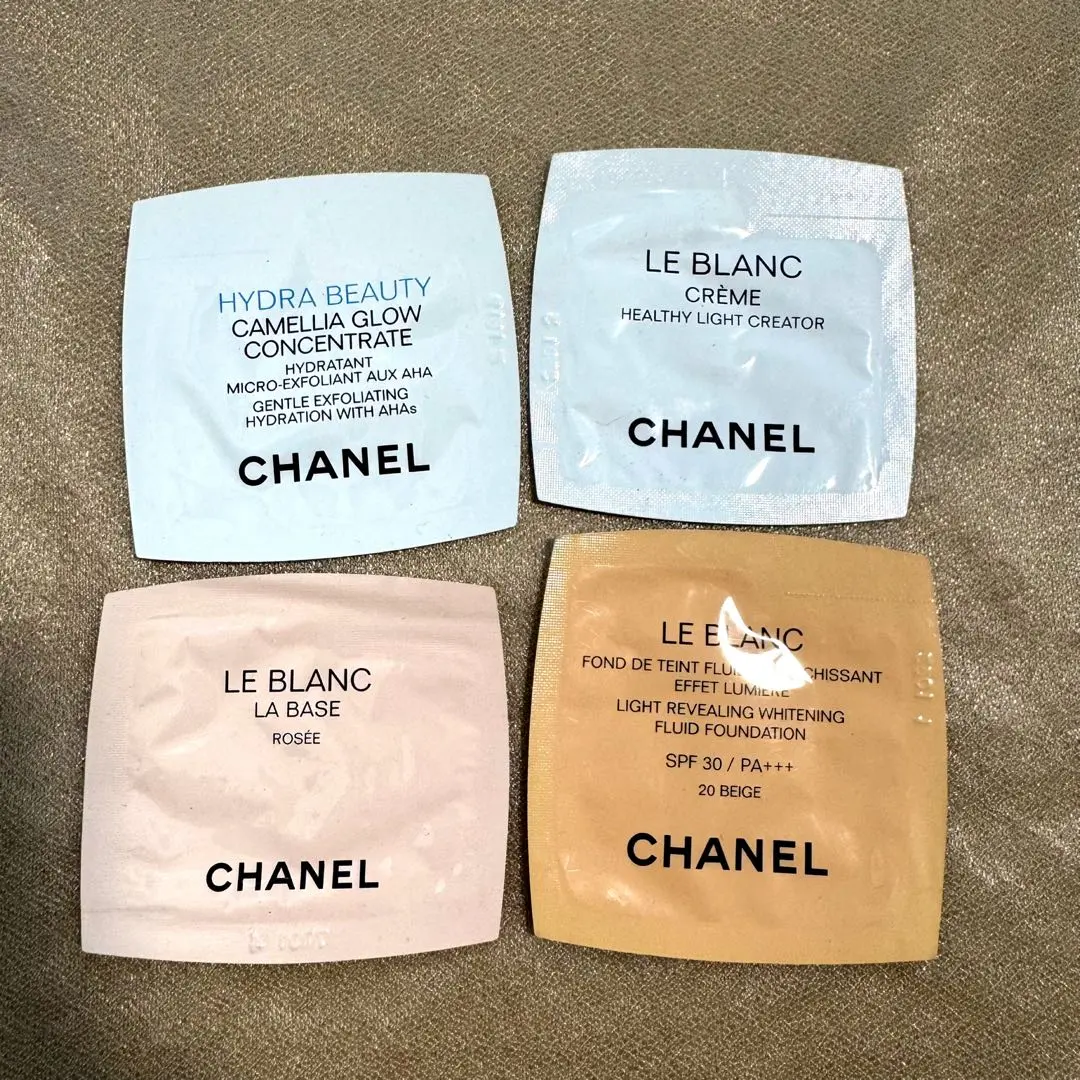 HYDRA BEAUTY
CAMELLIA GLOW
CONCENTRATE
HYDRATANT
MICRO-EXFOLIANT AUX AHA
GENTLE EXFOLIATING
HYDRATION WITH AHAs
CHANEL
LE BLANC
CRÈME
HEALTHY LIGHT CREATOR
CHANEL
LE BLANC
LA BASE
ROSÉE
CHANEL
LE BLANC
FOND DE TEINT
EFFET LUMIÈRE
LIGHT REVEALING WHITENING
FLUID FOUNDATION
SPF 30 / PA+++
20 BEIGE
CHANEL